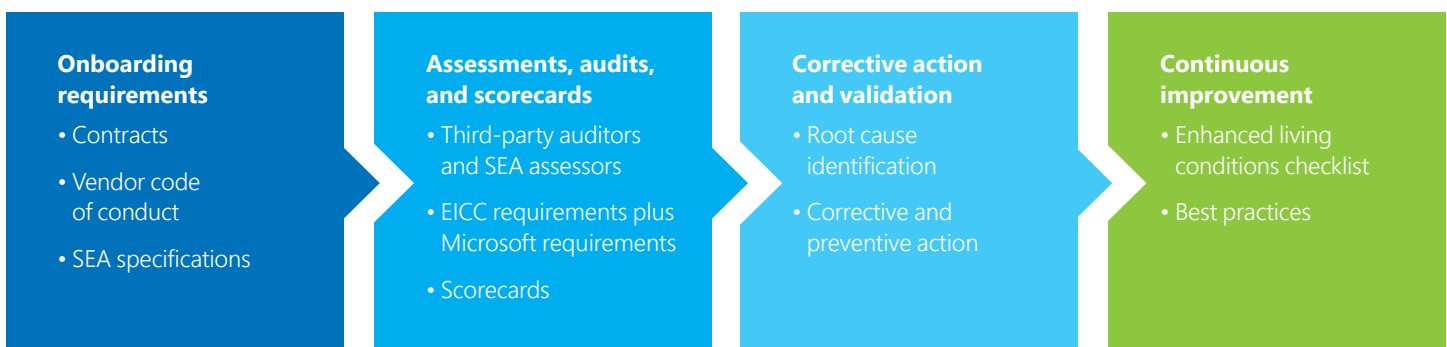 Onboarding
requirements
• Contracts
• Vendor code
of conduct
• SEA specifications
Assessments, audits,
and scorecards
• Third-party auditors
and SEA assessors
• EICC requirements plus
Microsoft requirements
• Scorecards
Corrective action
and validation
• Root cause
identification
• Corrective and
preventive action
Continuous
improvement
• Enhanced living
conditions checklist
• Best practices